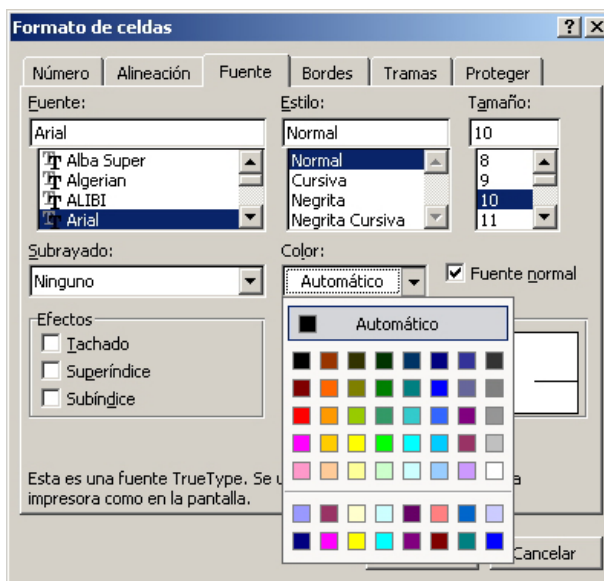 Formato de celdas
Número Alineación Fuente Bordes Tramas Proteger
Fuente: Estilo: Tamaño:
Arial Normal 10
Alba Super Normal 8
Algerian Cursiva 9
ALIBI Negrita 10
Arial Negrita Cursiva 11
Subrayado: Color:
Ninguno Automático Fuente normal
Efectos Automático
Tachado
Superíndice
Subíndice
Esta es una fuente TrueType. Se a
impresora como en la pantalla.
Cancelar